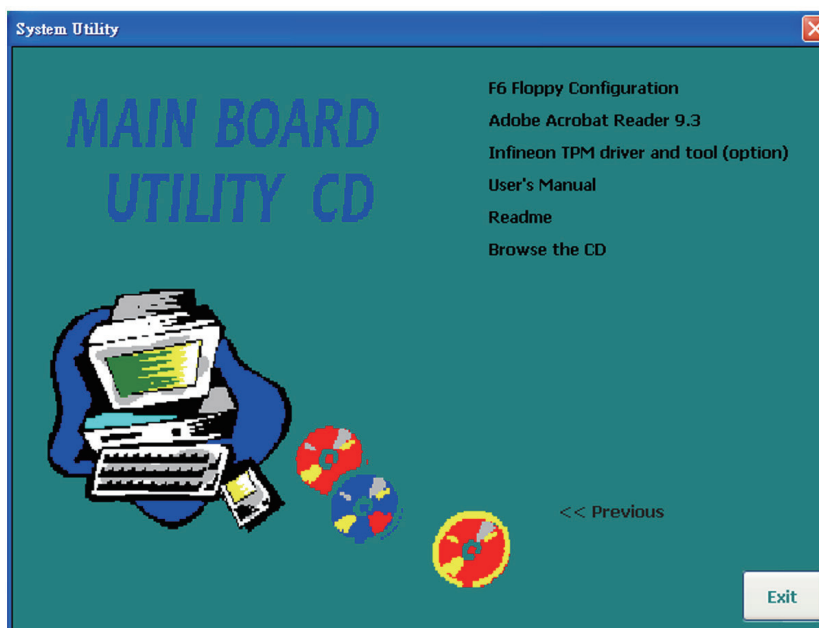 System Utility
MAIN BOARD
UTILITY CD
F6 Floppy Configuration
Adobe Acrobat Reader 9.3
Infineon TPM driver and tool (option)
User's Manual
Readme
Browse the CD
<< Previous
Exit